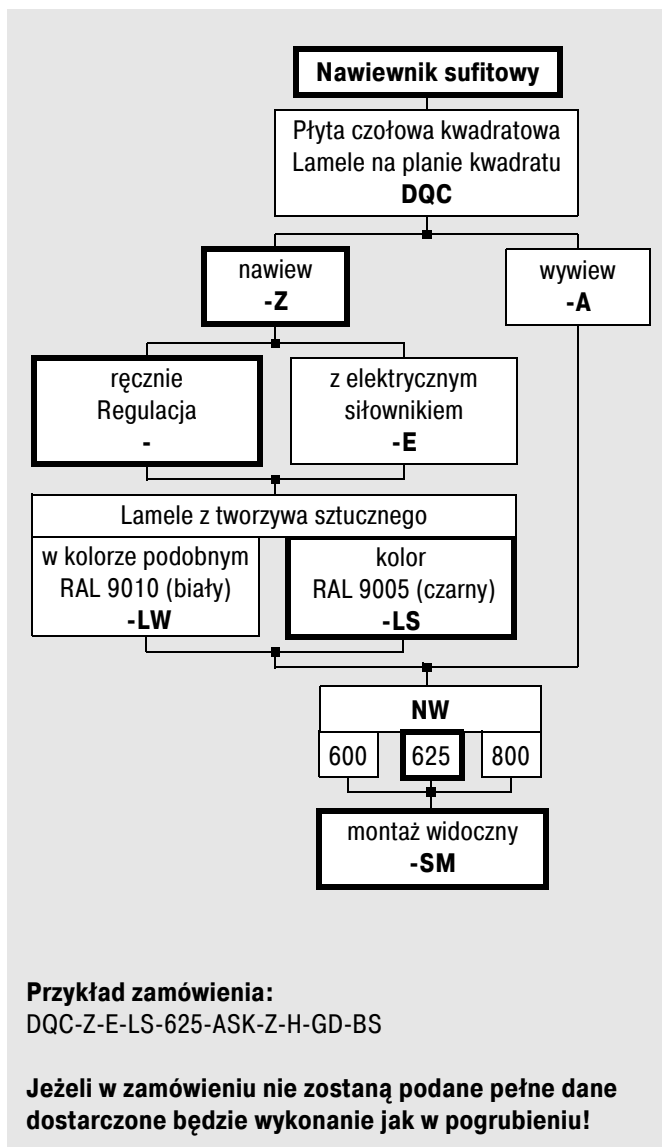 Nawiewnik sufitowy
Płyta czołowa kwadratowa
Lamele na planie kwadratu
DQC
nawiew
-Z
wywiew
-A
ręcznie
Regulacja
-
z elektrycznym
siłownikiem
-E
Lamele z tworzywa sztucznego
w kolorze podobnym
RAL 9010 (biały)
-LW
kolor
RAL 9005 (czarny)
-LS
NW
600
625
800
montaż widoczny
-SM
Przykład zamówienia:
DQC-Z-E-LS-625-ASK-Z-H-GD-BS
Jeżeli w zamówieniu nie zostaną podane pełne dane
dostarczone będzie wykonanie jak w pogrubieniu!